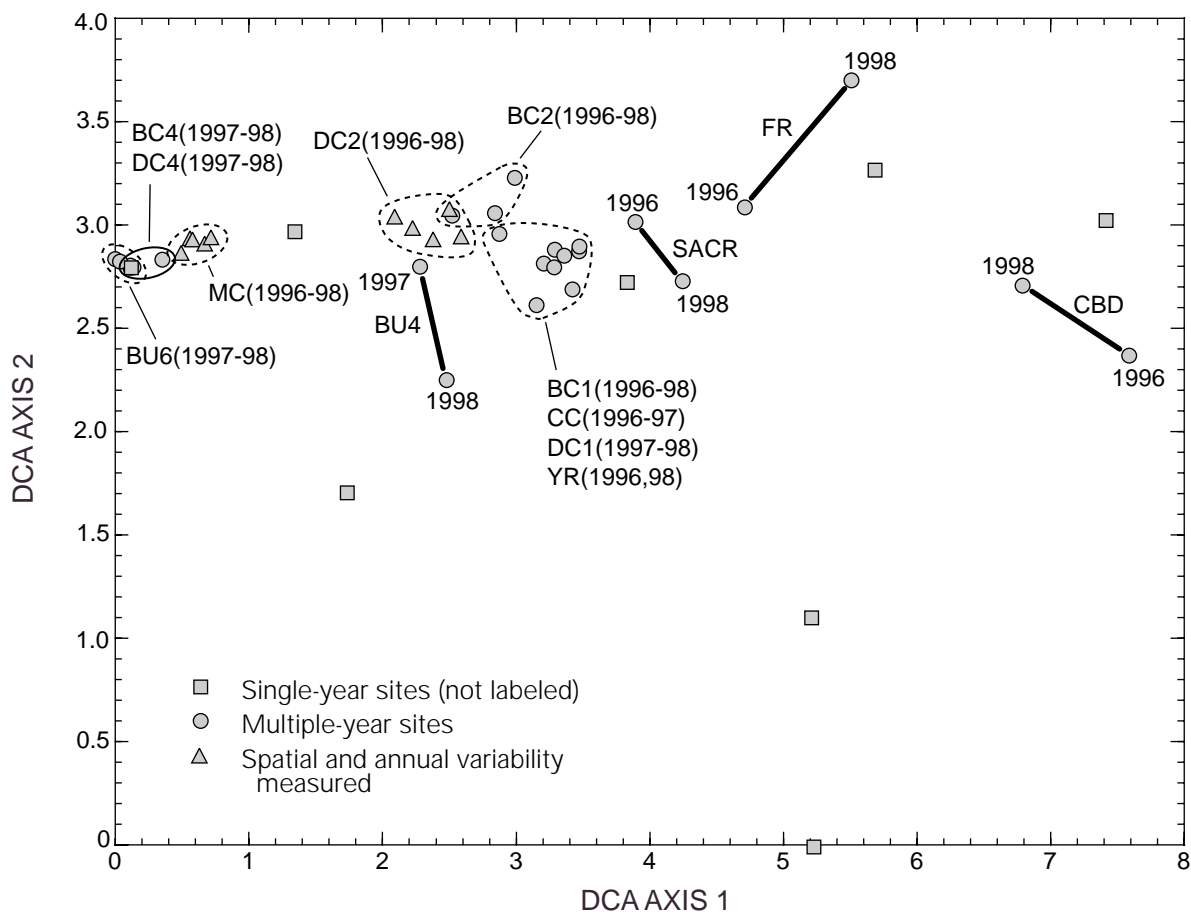 4.0
3.5
3.0
2.5
2.0
1.5
1.0
0.5
0
DCA AXIS 2
0 1 2 3 4 5 6 7 8
DCA AXIS 1
BC4(1997-98)
DC4(1997-98)
DC2(1996-98)
BC2(1996-98)
MC(1996-98)
BU6(1997-98)
1997
BU4
1998
BC1(1996-98)
CC(1996-97)
DC1(1997-98)
YR(1996,98)
1996
SACR
1998
1998
FR
1996
1998
CBD
1996
Single-year sites (not labeled)
Multiple-year sites
Spatial and annual variability
measured